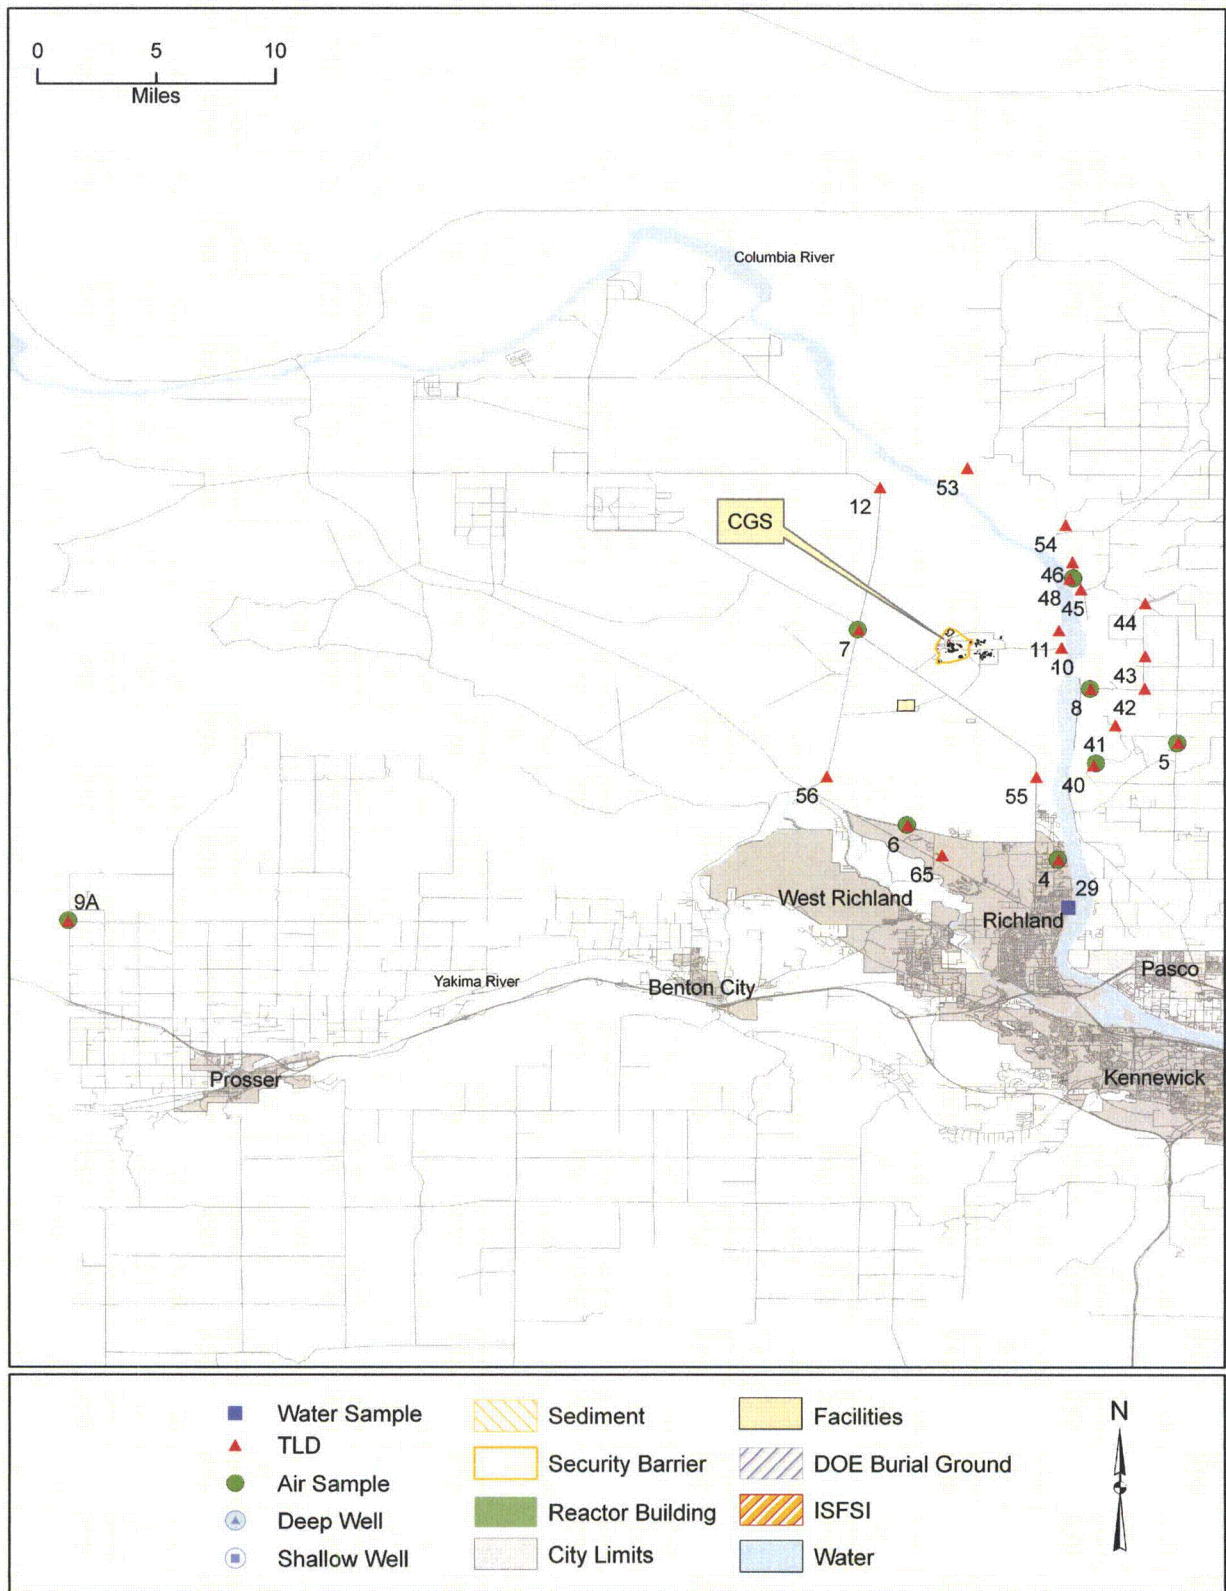 0 5 10
Miles
Columbia River
53
12
CGS
54
46
48 45
44
7
11
10
43
8 42
41
5
40
56
55
6
65
4
29
9A
West Richland
Richland
Pasco
Yakima River
Benton City
Prosser
Kennewick
Water Sample
TLD
Air Sample
Deep Well
Shallow Well
Sediment
Security Barrier
Reactor Building
City Limits
Facilities
DOE Burial Ground
ISFSI
Water
N